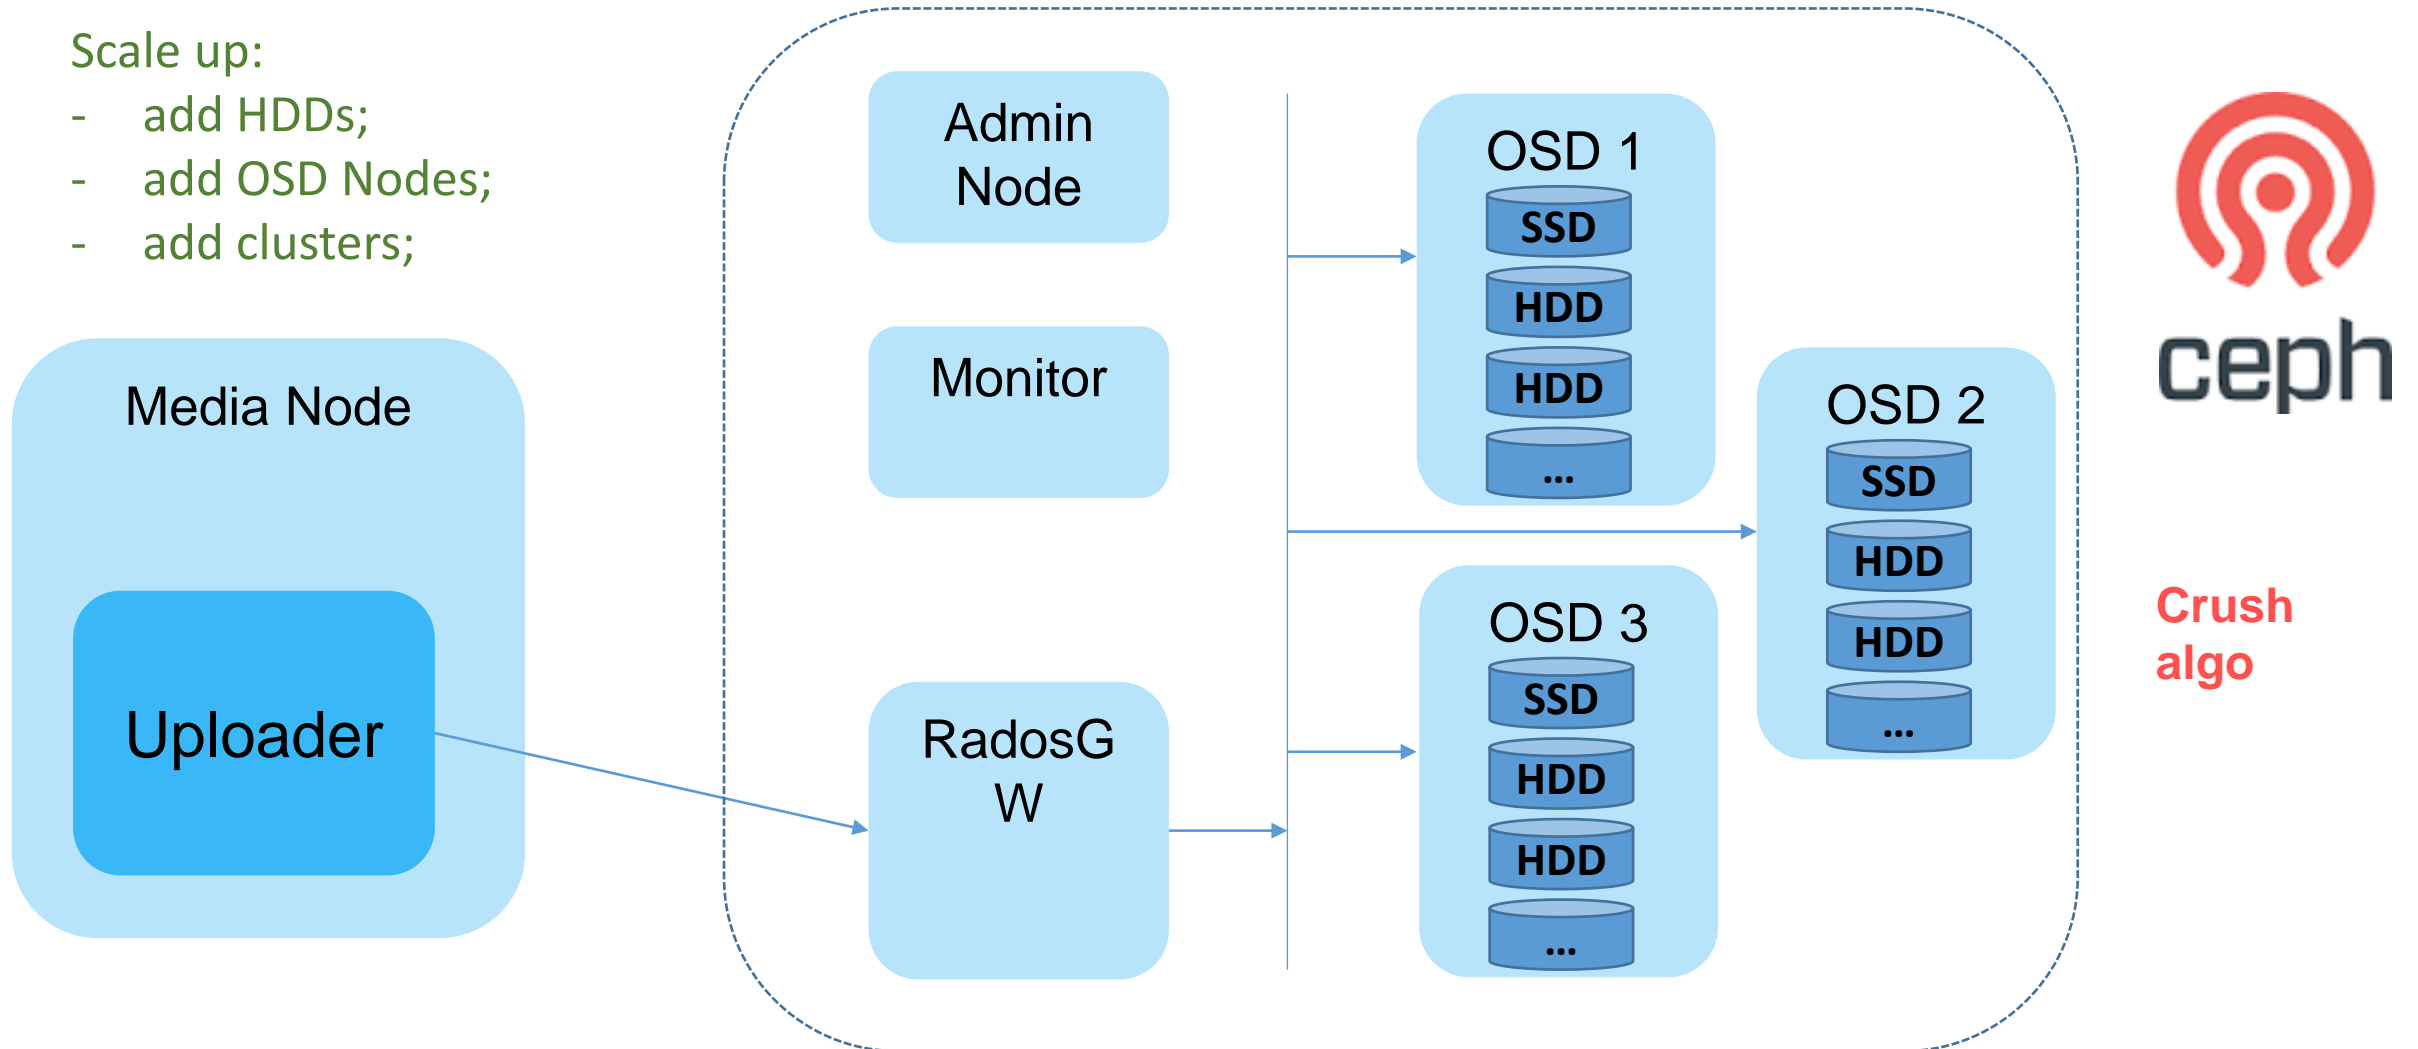 Scale up:
- add HDDs;
- add OSD Nodes;
- add clusters;
Media Node
Uploader
Admin
Node
Monitor
RadosG
W
OSD 1
SSD
HDD
HDD
...
OSD 2
SSD
HDD
HDD
...
OSD 3
SSD
HDD
HDD
...
ceph
Crush
algo